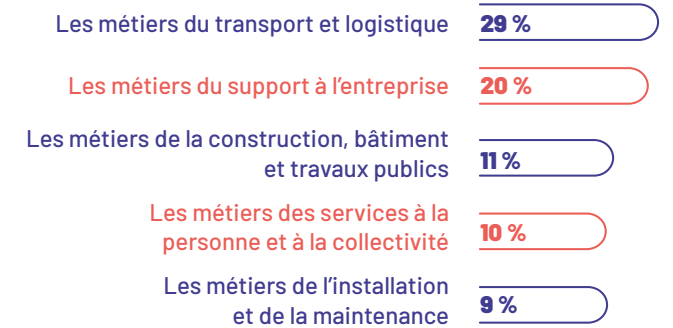 Les métiers du transport et logistique 29 %
Les métiers du support à l’entreprise 20 %
Les métiers de la construction, bâtiment
et travaux publics 11 %
Les métiers des services à la
personne et à la collectivité 10 %
Les métiers de l’installation
et de la maintenance 9 %